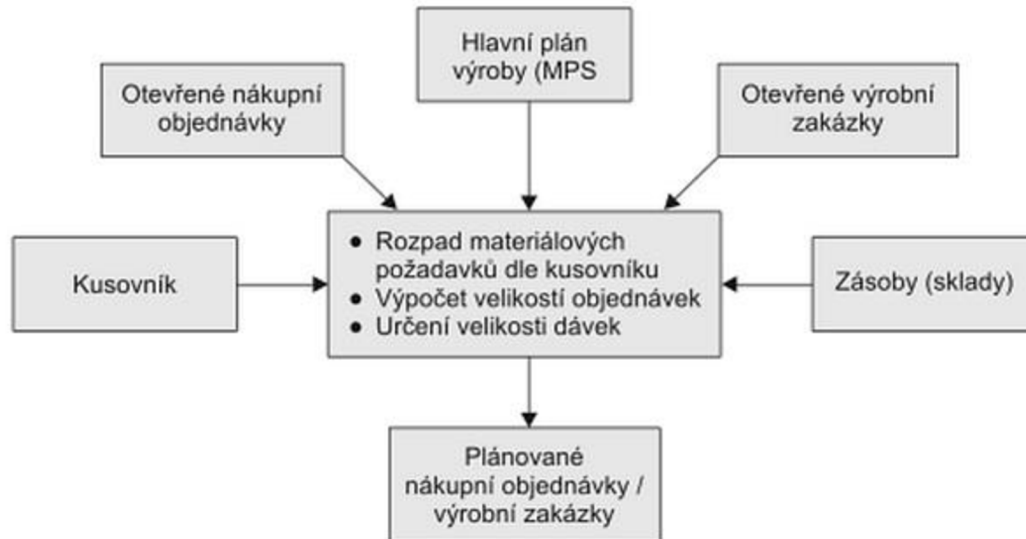 Hlavní plán
výroby (MPS
Otevřené nákupní
objednávky
Otevřené výrobní
zakázky
Kusovník
● Rozpad materiálových
požadavků dle kusovníku
● Výpočet velikostí objednávek
● Určení velikosti dávek
Zásoby (sklady)
Plánované
nákupní objednávky /
výrobní zakázky